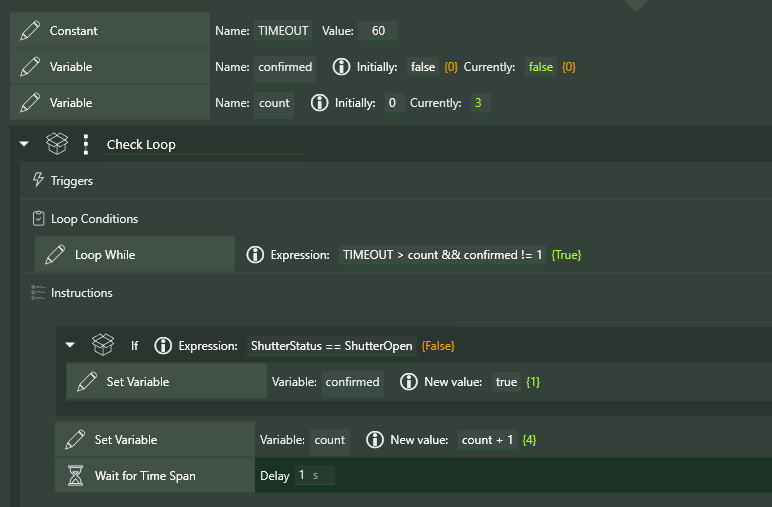 Constant Name: TIMEOUT Value: 60
Variable Name: confirmed Initially: false {0} Currently: false {0}
Variable Name: count Initially: 0 Currently: 3
Check Loop
Triggers
Loop Conditions
Loop While Expression: TIMEOUT > count && confirmed != 1 {True}
Instructions
If Expression: ShutterStatus == ShutterOpen {False}
Set Variable Variable: confirmed New value: true {1}
Set Variable Variable: count New value: count + 1 {4}
Wait for Time Span Delay 1 s